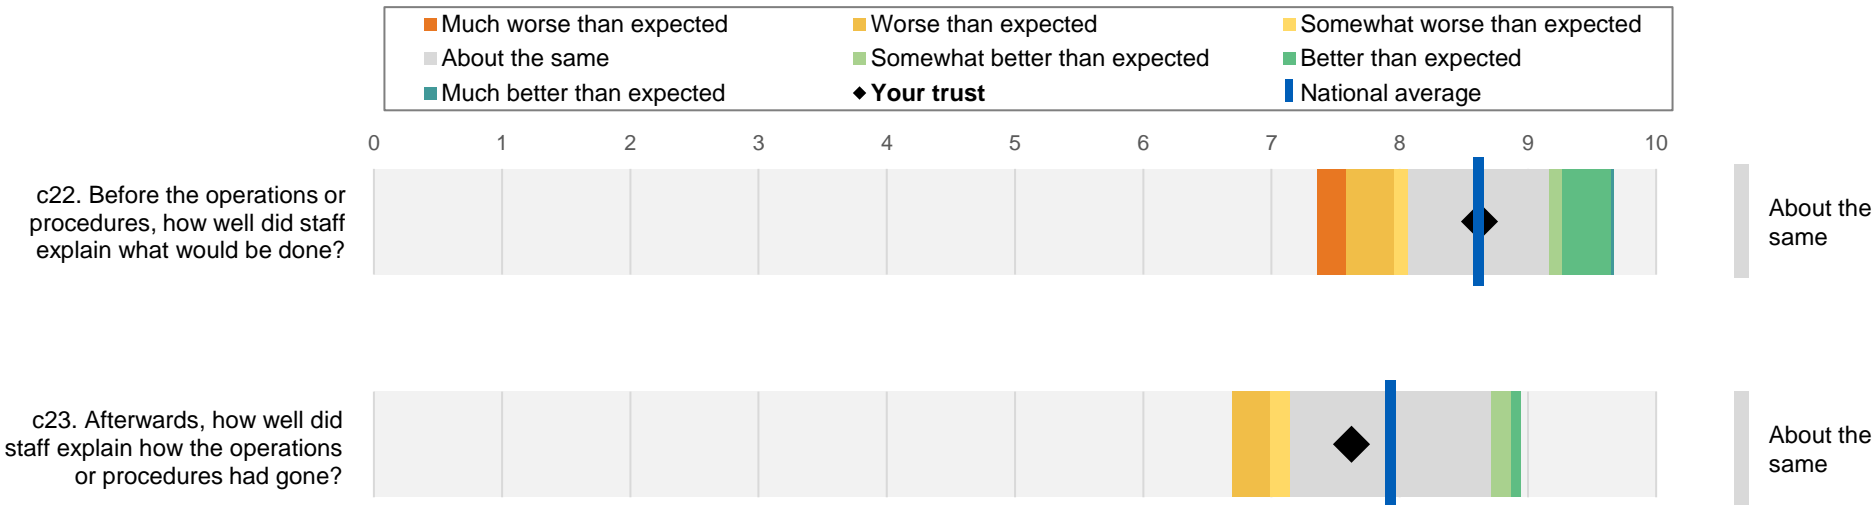 Much worse than expected
Worse than expected
Somewhat worse than expected
About the same
Somewhat better than expected
Better than expected
Much better than expected
Your trust
National average
0 1 2 3 4 5 6 7 8 9 10
c22. Before the operations or
procedures, how well did staff
explain what would be done?
About the
same
c23. Afterwards, how well did
staff explain how the operations
or procedures had gone?
About the
same